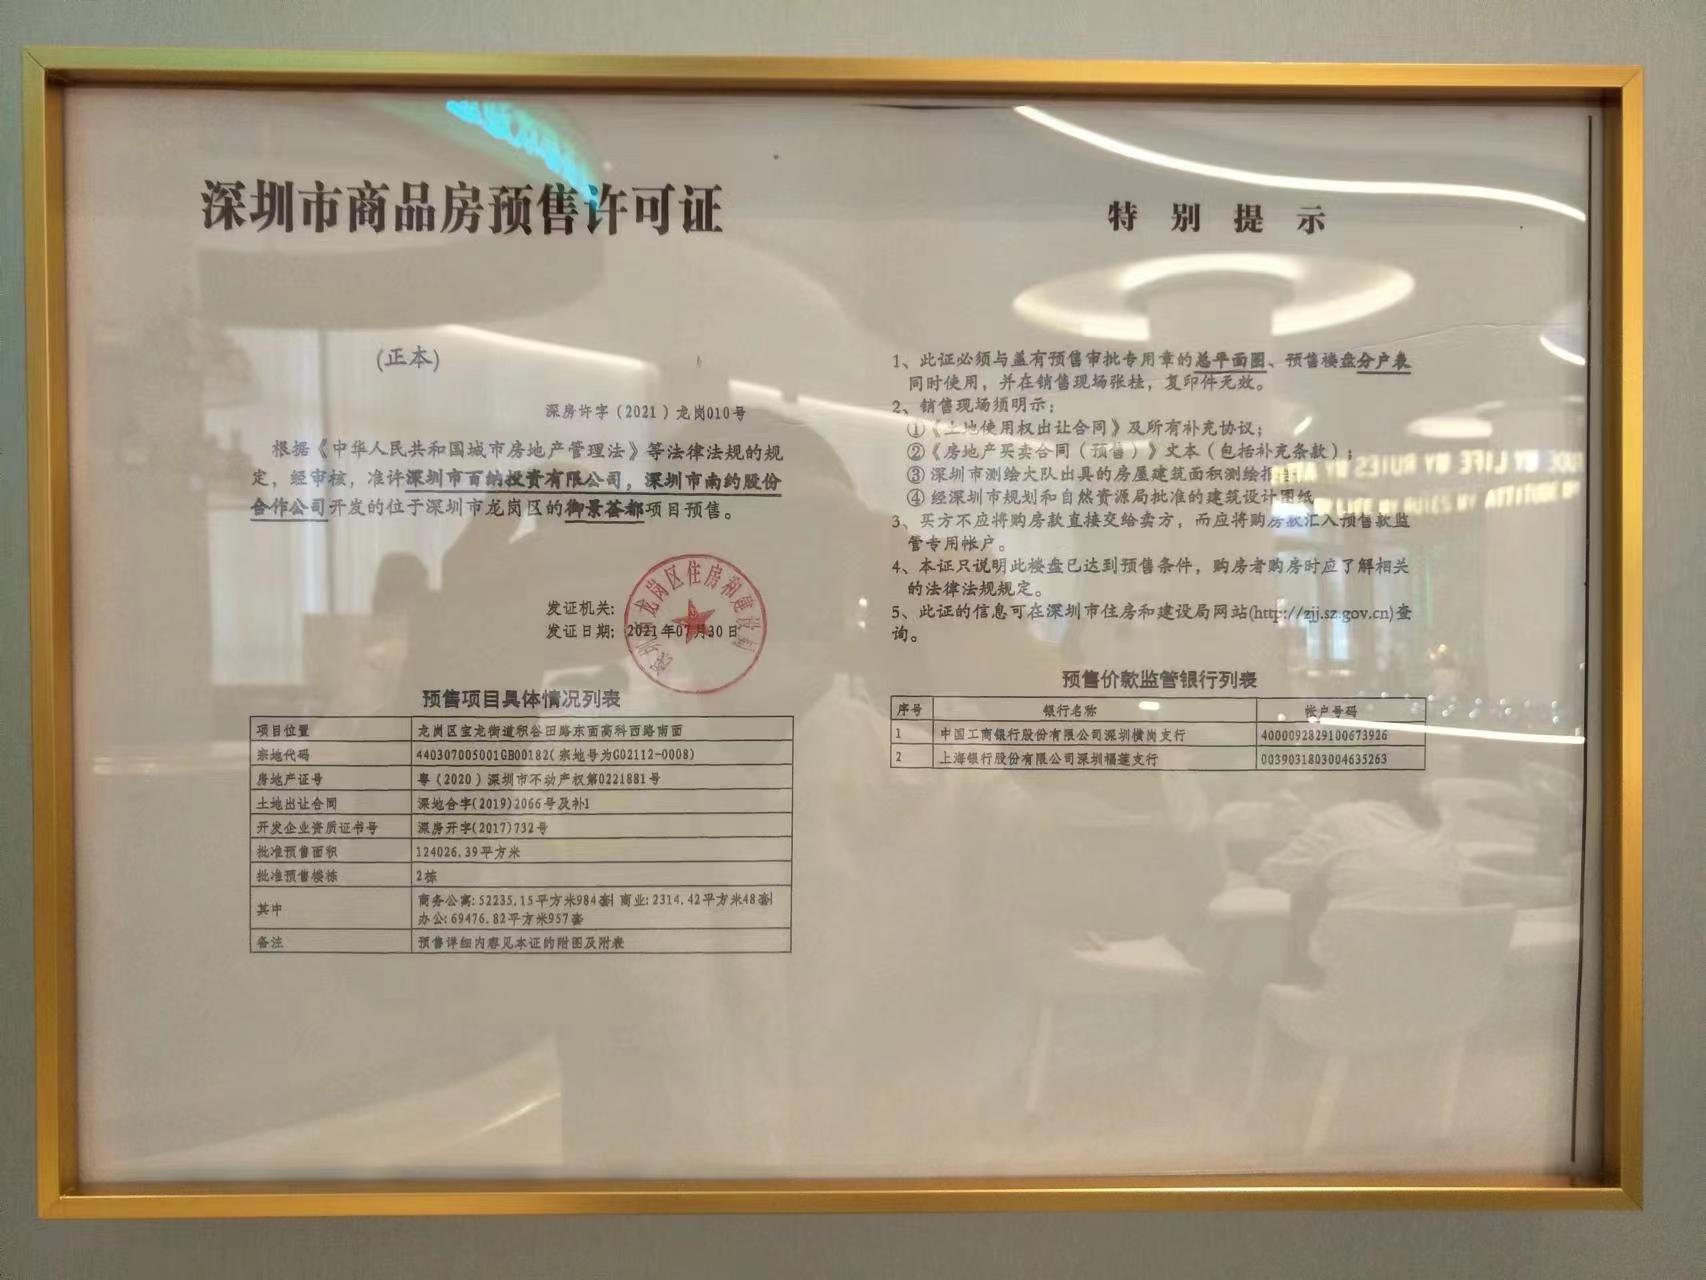 深圳市商品房预售许可证
(正本)
深房许字（2021）龙岗010号
根据《中华人民共和国城市房地产管理法》等法律法规的规
定，经审核，准许深圳市百纳投资有限公司，深圳市南约股份
合作公司开发的位于深圳市龙岗区的御景荟都项目预售。
发证机关：
发证日期：2021年07月30日
深圳市龙岗区住房和建设局
预售项目具体情况列表
项目位置 龙岗区宝龙街道积谷田路东面高科西路南面
宗地代码 440307005001GB00182(宗地号为G02112-0008)
房地产证号 粤（2020）深圳市不动产权第0221881号
土地出让合同 深地合字(2019)2066号及补1
开发企业资质证书号 深房开字(2017)732号
批准预售面积 124026.39平方米
批准预售楼栋 2栋
其中 商务公寓:52235.15平方米984套| 商业:2314.42平方米48套|
办公:69476.82平方米957套
备注 预售详细内容见本证的附图及附表
特别提示
1、此证必须与盖有预售审批专用章的总平面图、预售楼盘分户表
同时使用，并在销售现场张挂，复印件无效。
2、销售现场须明示：
①《土地使用权出让合同》及所有补充协议；
②《房地产买卖合同（预售）》文本（包括补充条款）；
③深圳市测绘大队出具的房屋建筑面积测绘报
④经深圳市规划和自然资源局批准的建筑设计图纸
3、买方不应将购房款直接交给卖方，而应将购房款汇入预售款监
管专用帐户。
4、本证只说明此楼盘已达到预售条件，购房者购房时应了解相关
的法律法规规定。
5、此证的信息可在深圳市住房和建设局网站(http://zjj.sz.gov.cn)查
询。
预售价款监管银行列表
序号 银行名称 帐户号码
1 中国工商银行股份有限公司深圳横岗支行 4000092829100673926
2 上海银行股份有限公司深圳福莲支行 0039031803004635263